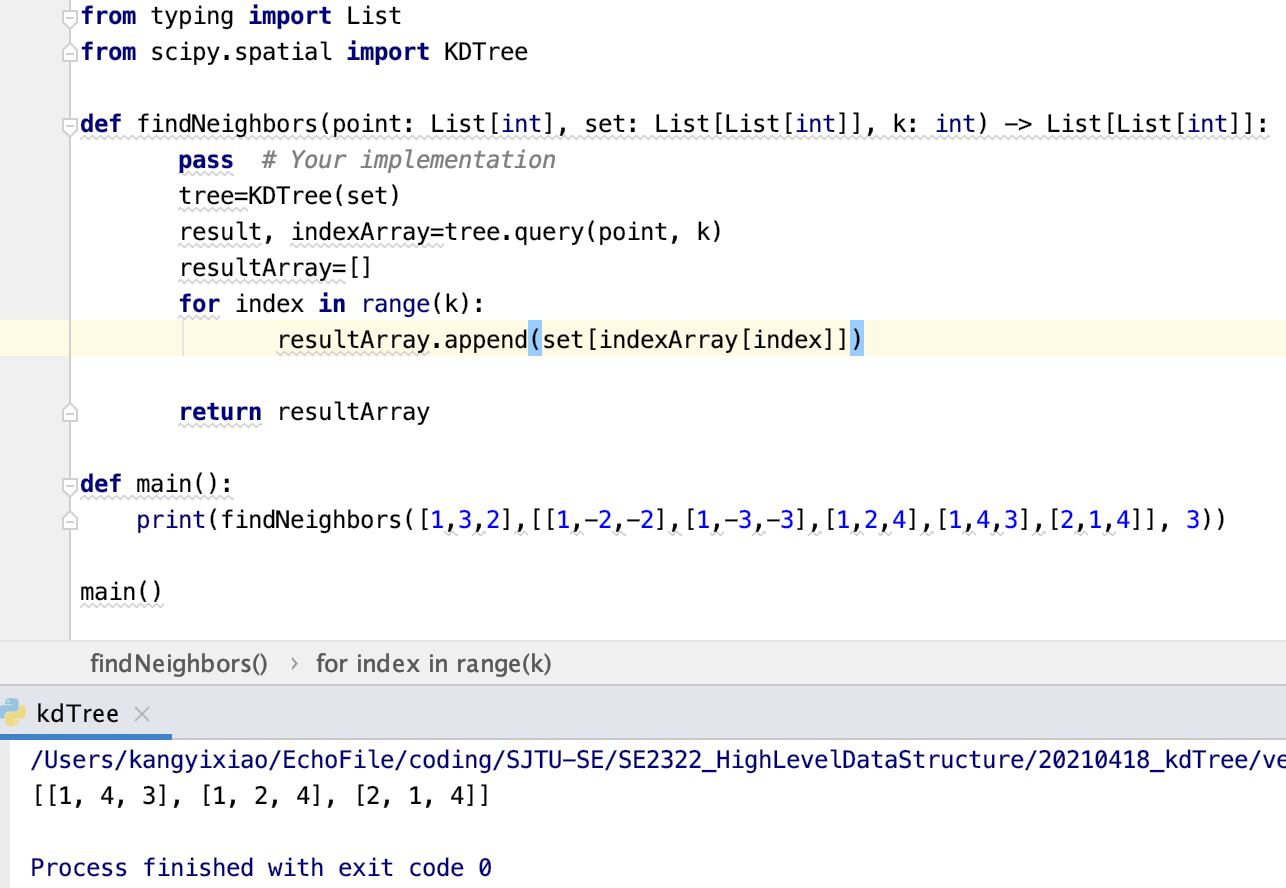 from typing import List
from scipy.spatial import KDTree
def findNeighbors(point: List[int], set: List[List[int]], k: int) -> List[List[int]]:
pass  # Your implementation
tree=KDTree(set)
result, indexArray=tree.query(point, k)
resultArray=[]
for index in range(k):
resultArray.append(set[indexArray[index]])
return resultArray
def main():
print(findNeighbors([1,3,2],[[1,-2,-2],[1,-3,-3],[1,2,4],[1,4,3],[2,1,4]], 3))
main()
findNeighbors() › for index in range(k)
kdTree ×
/Users/kangyixiao/EchoFile/coding/SJTU-SE/SE2322_HighLevelDataStructure/20210418_kdTree/ve
[[1, 4, 3], [1, 2, 4], [2, 1, 4]]
Process finished with exit code 0